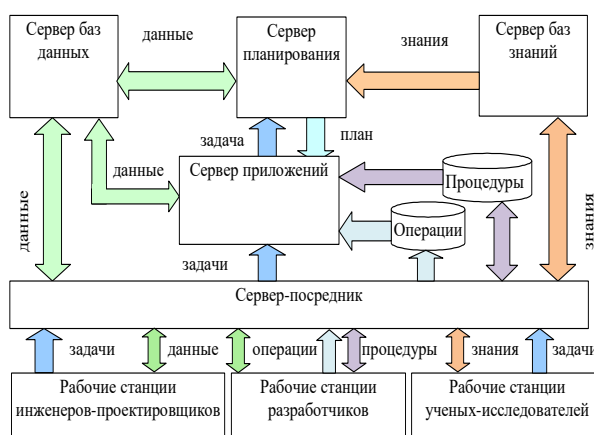 Сервер баз
данных
данные
Сервер
планирования
знания
Сервер баз
знаний
задача
план
данные
Сервер приложений
Процедуры
Операции
данные
задачи
знания
Сервер-посредник
задачи
данные
операции
процедуры
знания
задачи
Рабочие станции
инженеров-проектировщиков
Рабочие станции
разработчиков
Рабочие станции
ученых-исследователей